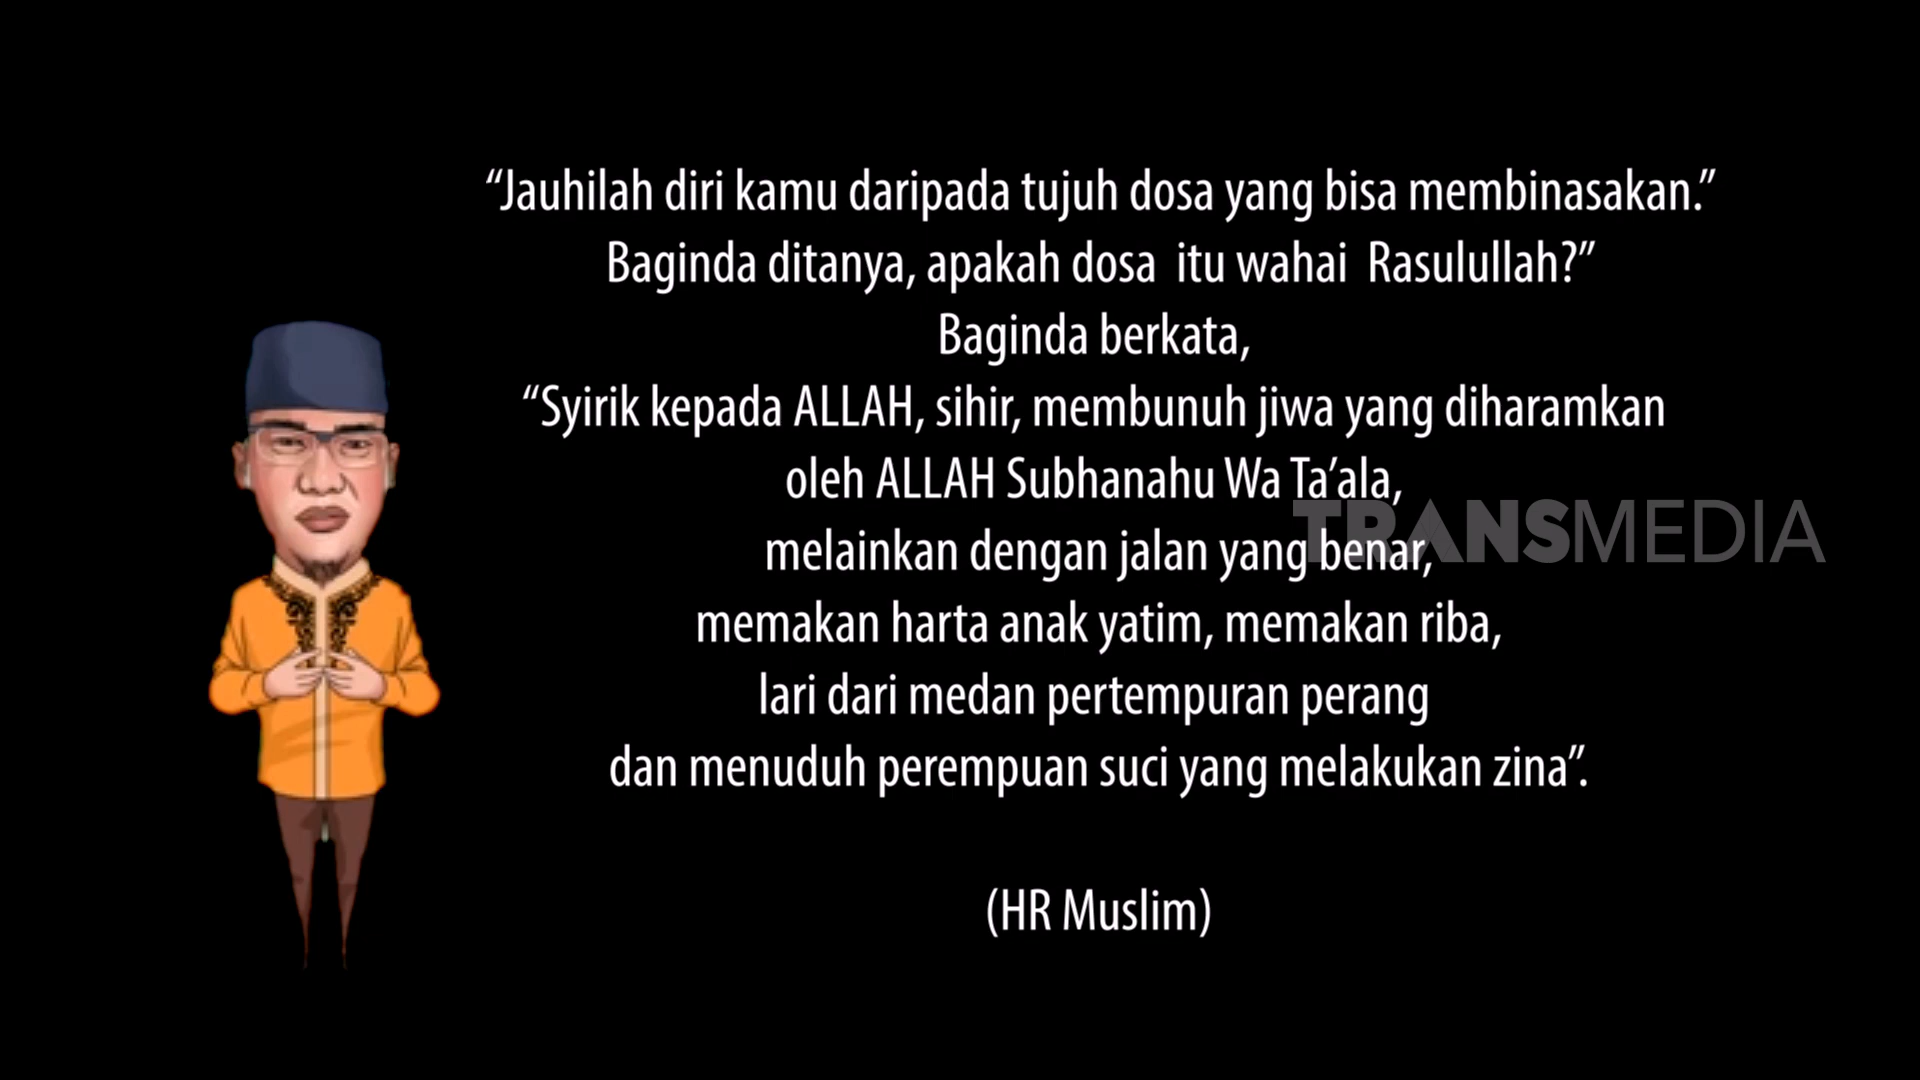 “Jauhilah diri kamu daripada tujuh dosa yang bisa membinasakan.”
Baginda ditanya, apakah dosa itu wahai Rasulullah?”
Baginda berkata,
“Syirik kepada ALLAH, sihir, membunuh jiwa yang diharamkan
oleh ALLAH Subhanahu Wa Ta’ala,
melainkan dengan jalan yang benar,
memakan harta anak yatim, memakan riba,
lari dari medan pertempuran perang
dan menuduh perempuan suci yang melakukan zina”.
(HR Muslim)
TRANSMEDIA